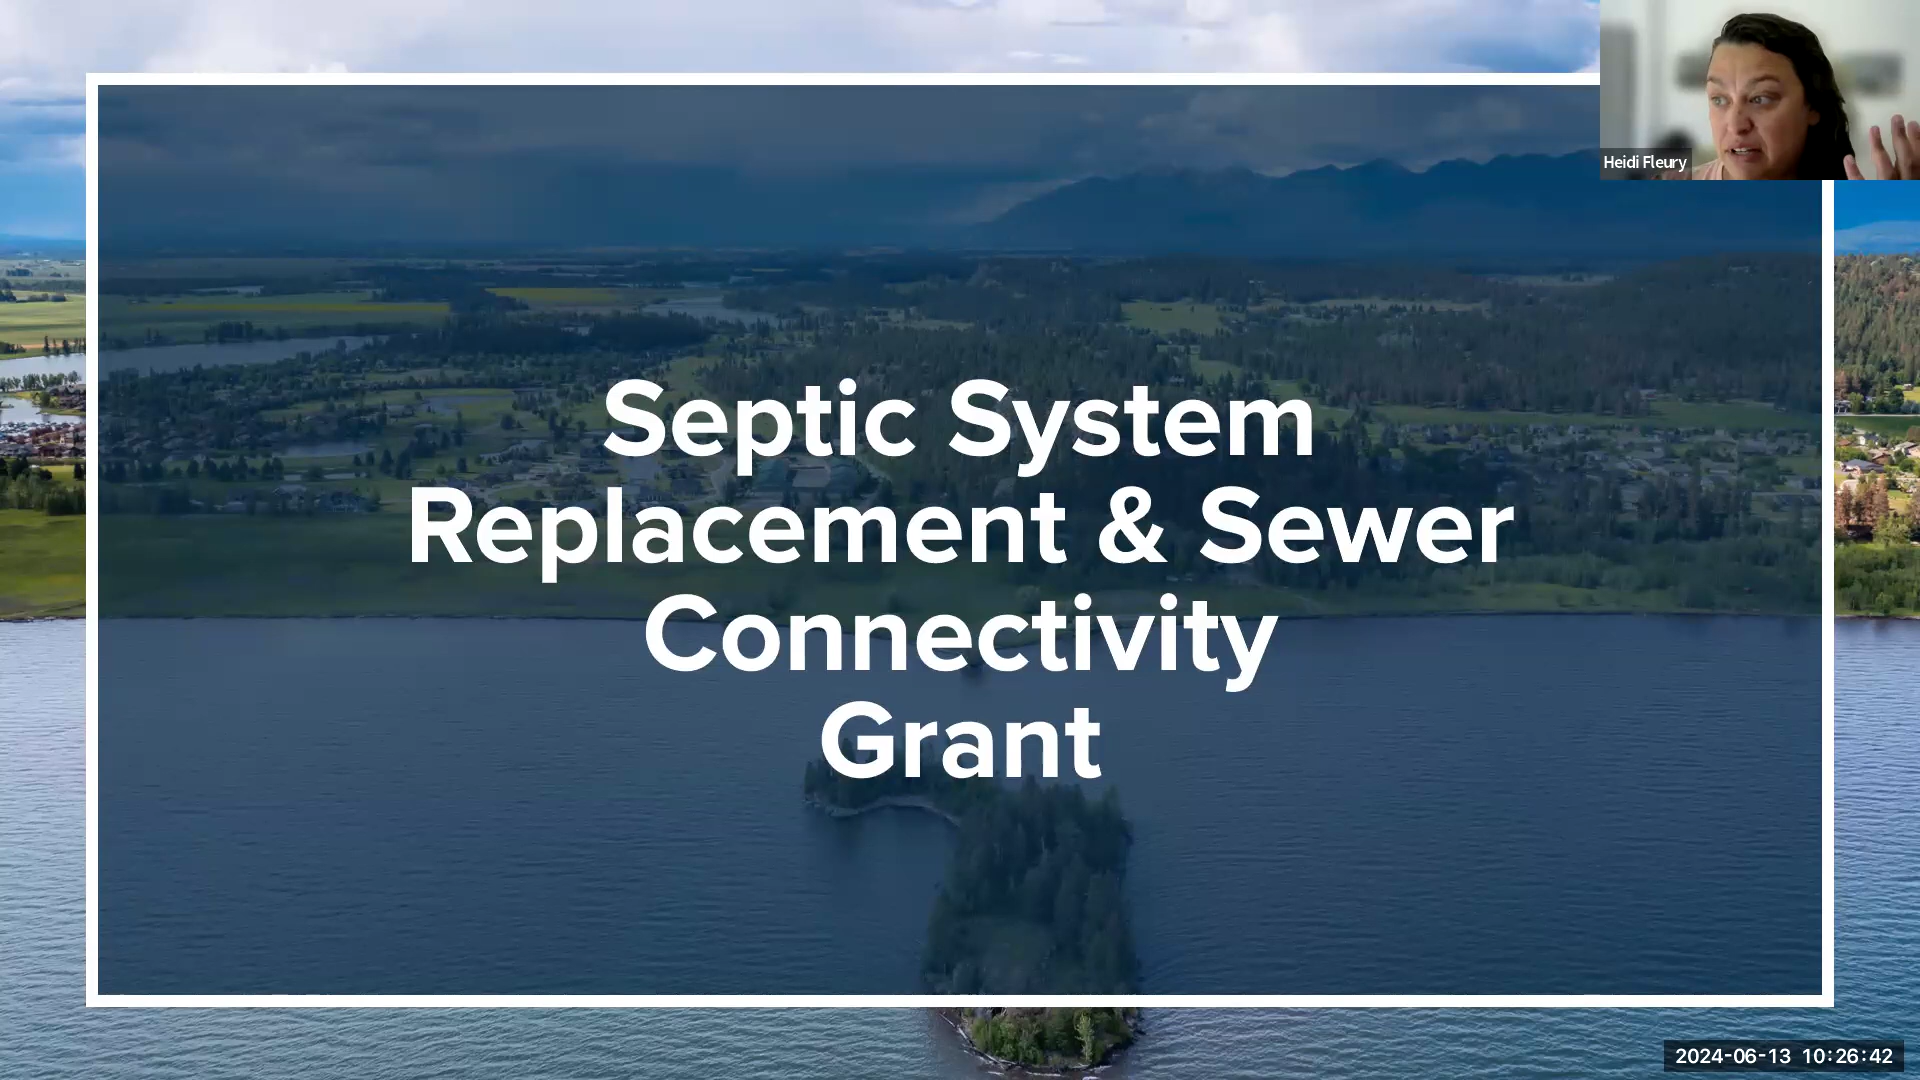 Heidi Fleury
Septic System
Replacement & Sewer
Connectivity
Grant
2024-06-13 10:26:42